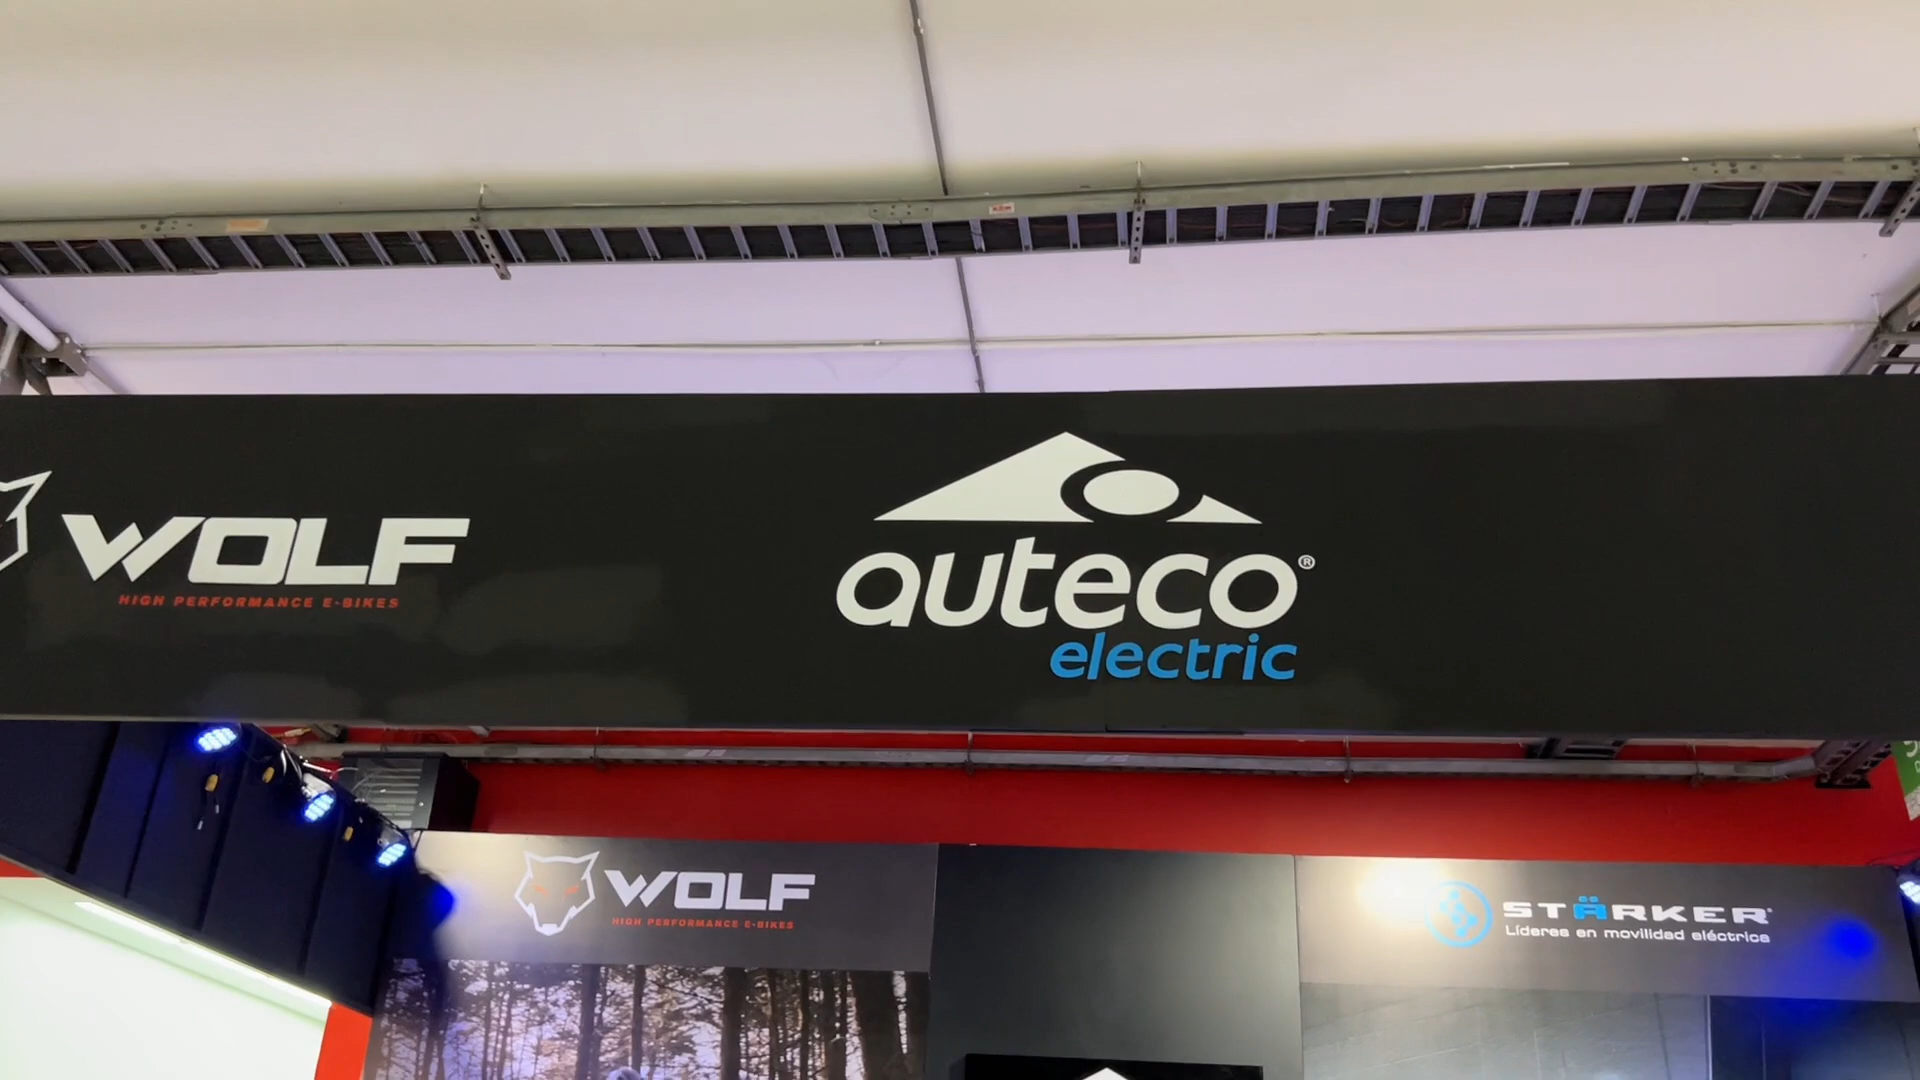 WOLF
HIGH PERFORMANCE E-BIKES
auteco®
electric
WOLF
HIGH PERFORMANCE E-BIKES
STÄRKER
Líderes en movilidad eléctrica